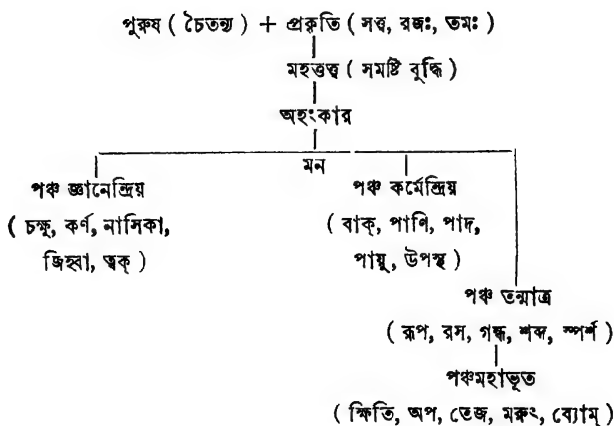 পুরুষ ( চৈতন্য ) + প্রকৃতি ( সত্ত্ব, রজঃ, তমঃ )
মহত্তত্ত্ব ( সমষ্টি বুদ্ধি )
অহংকার
মন
পঞ্চ জ্ঞানেন্দ্রিয়
( চক্ষু, কর্ণ, নাসিকা,
জিহ্বা, ত্বক্ )
পঞ্চ কর্মেন্দ্রিয়
( বাক্, পাণি, পাদ,
পায়ু, উপস্থ )
পঞ্চ তন্মাত্র
( রূপ, রস, গন্ধ, শব্দ, স্পর্শ )
পঞ্চমহাভূত
( ক্ষিতি, অপ, তেজ, মরুৎ, ব্যোম্ )